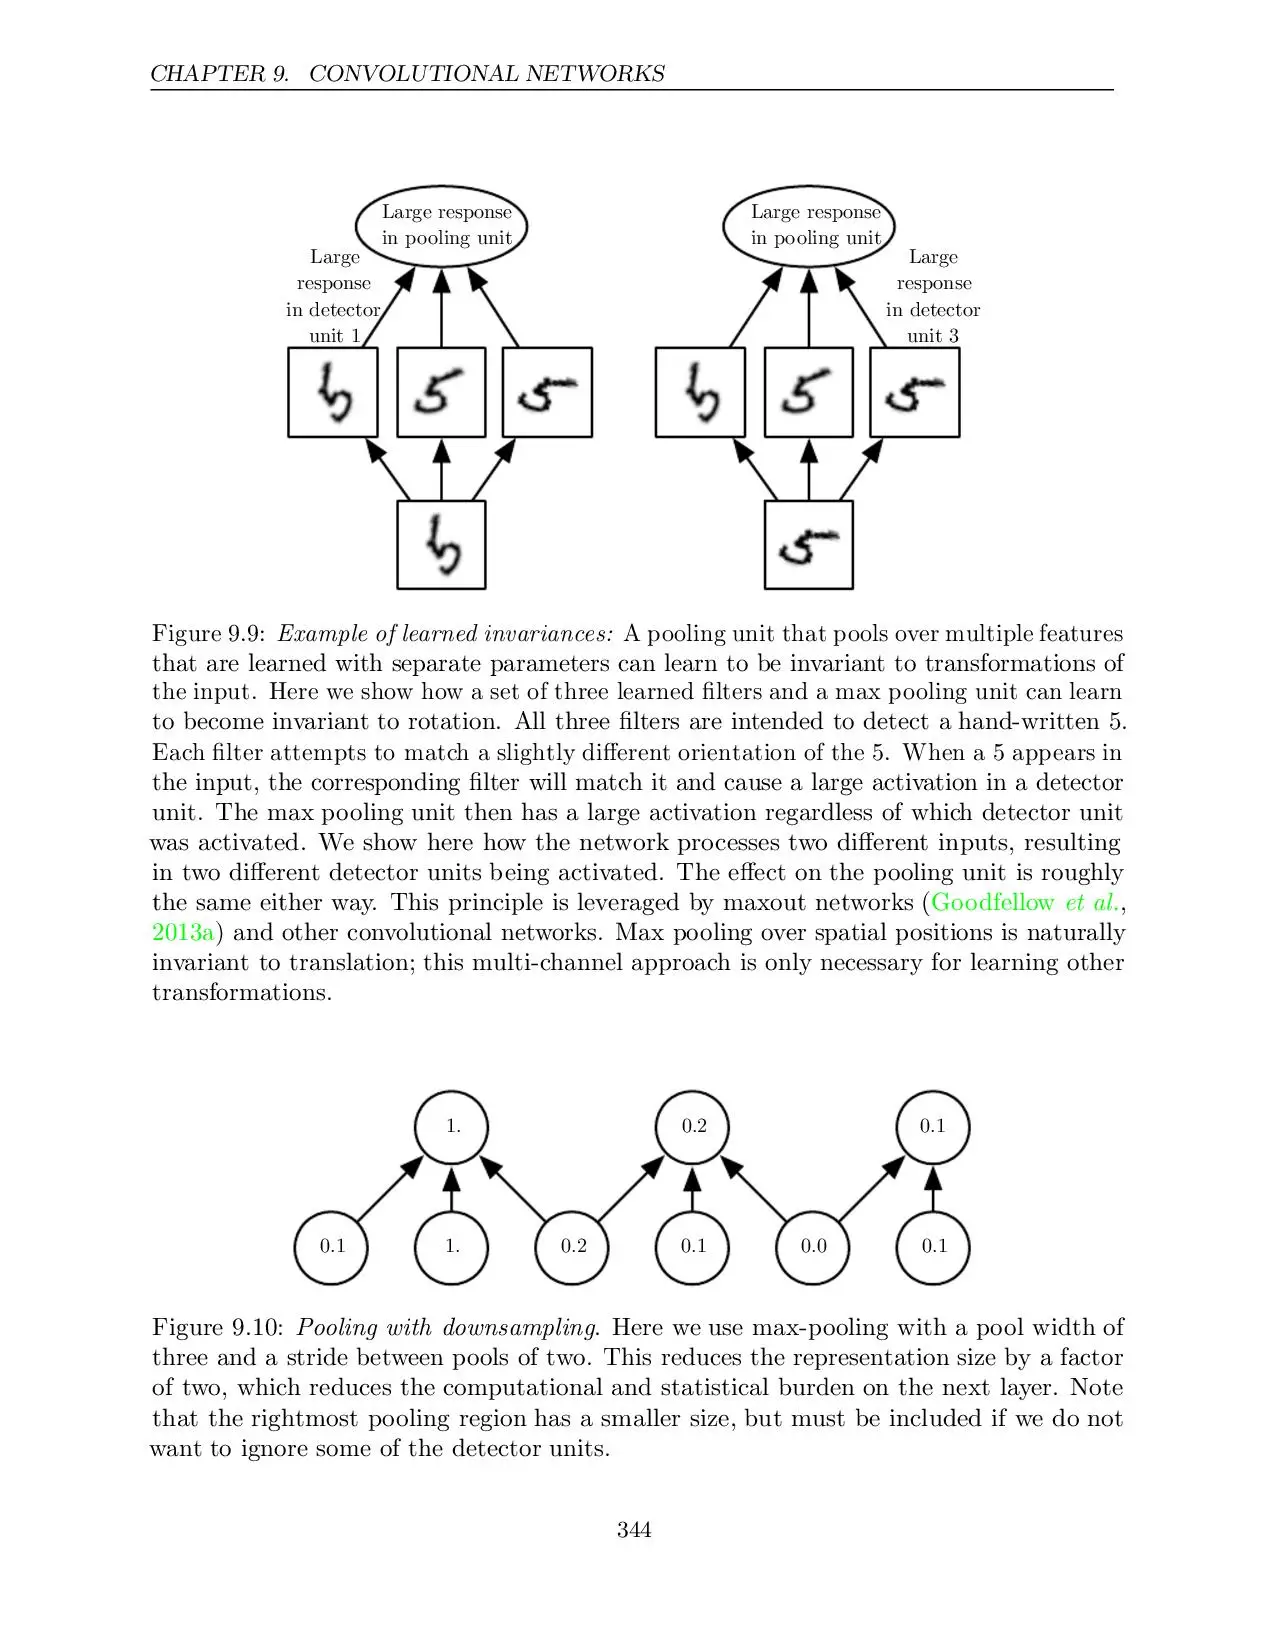 CHAPTER 9. CONVOLUTIONAL NETWORKS
Large response
in pooling unit
Large
response
in detector
unit 1
Large response
in pooling unit
Large
response
in detector
unit 3
5
5
5
5
5
5
5
5
Figure 9.9: Example of learned invariances: A pooling unit that pools over multiple features
that are learned with separate parameters can learn to be invariant to transformations of
the input. Here we show how a set of three learned filters and a max pooling unit can learn
to become invariant to rotation. All three filters are intended to detect a hand-written 5.
Each filter attempts to match a slightly different orientation of the 5. When a 5 appears in
the input, the corresponding filter will match it and cause a large activation in a detector
unit. The max pooling unit then has a large activation regardless of which detector unit
was activated. We show here how the network processes two different inputs, resulting
in two different detector units being activated. The effect on the pooling unit is roughly
the same either way. This principle is leveraged by maxout networks (Goodfellow et al.,
2013a) and other convolutional networks. Max pooling over spatial positions is naturally
invariant to translation; this multi-channel approach is only necessary for learning other
transformations.
1. 0.2 0.1
0.1 1. 0.2 0.1 0.0 0.1
Figure 9.10: Pooling with downsampling. Here we use max-pooling with a pool width of
three and a stride between pools of two. This reduces the representation size by a factor
of two, which reduces the computational and statistical burden on the next layer. Note
that the rightmost pooling region has a smaller size, but must be included if we do not
want to ignore some of the detector units.
344